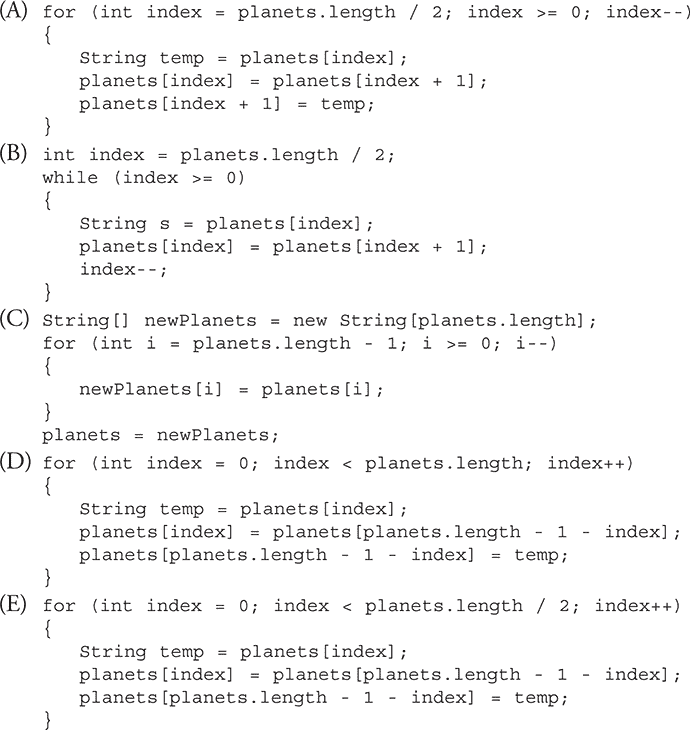 (A) for (int index = planets.length / 2; index >= 0; index--)
{
String temp = planets[index];
planets[index] = planets[index + 1];
planets[index + 1] = temp;
}
(B) int index = planets.length / 2;
while (index >= 0)
{
String s = planets[index];
planets[index] = planets[index + 1];
index--;
}
(C) String[] newPlanets = new String[planets.length];
for (int i = planets.length - 1; i >= 0; i--)
{
newPlanets[i] = planets[i];
}
planets = newPlanets;
(D) for (int index = 0; index < planets.length; index++)
{
String temp = planets[index];
planets[index] = planets[planets.length - 1 - index];
planets[planets.length - 1 - index] = temp;
}
(E) for (int index = 0; index < planets.length / 2; index++)
{
String temp = planets[index];
planets[index] = planets[planets.length - 1 - index];
planets[planets.length - 1 - index] = temp;
}